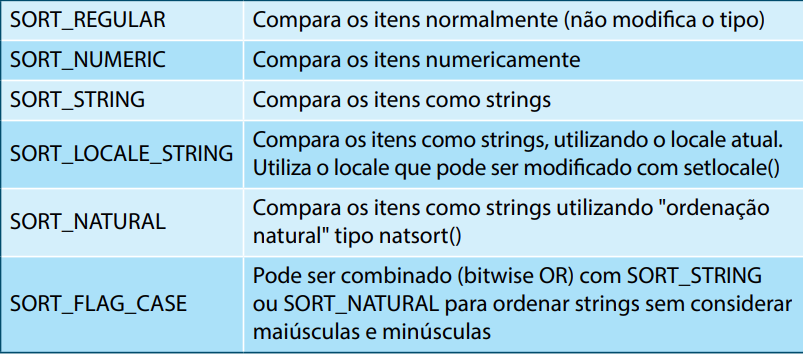 SORT_REGULAR
Compara os itens normalmente (não modifica o tipo)
SORT_NUMERIC
Compara os itens numericamente
SORT_STRING
Compara os itens como strings
SORT_LOCALE_STRING
Compara os itens como strings, utilizando o locale atual.
Utiliza o locale que pode ser modificado com setlocale()
SORT_NATURAL
Compara os itens como strings utilizando "ordenação
natural" tipo natsort()
SORT_FLAG_CASE
Pode ser combinado (bitwise OR) com SORT_STRING
ou SORT_NATURAL para ordenar strings sem considerar
maiúsculas e minúsculas